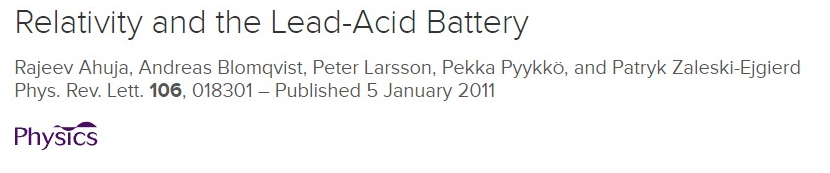 Relativity and the Lead-Acid Battery
Rajeev Ahuja, Andreas Blomqvist, Peter Larsson, Pekka Pyykkö, and Patryk Zaleski-Ejgierd
Phys. Rev. Lett. 106, 018301 – Published 5 January 2011
Physics